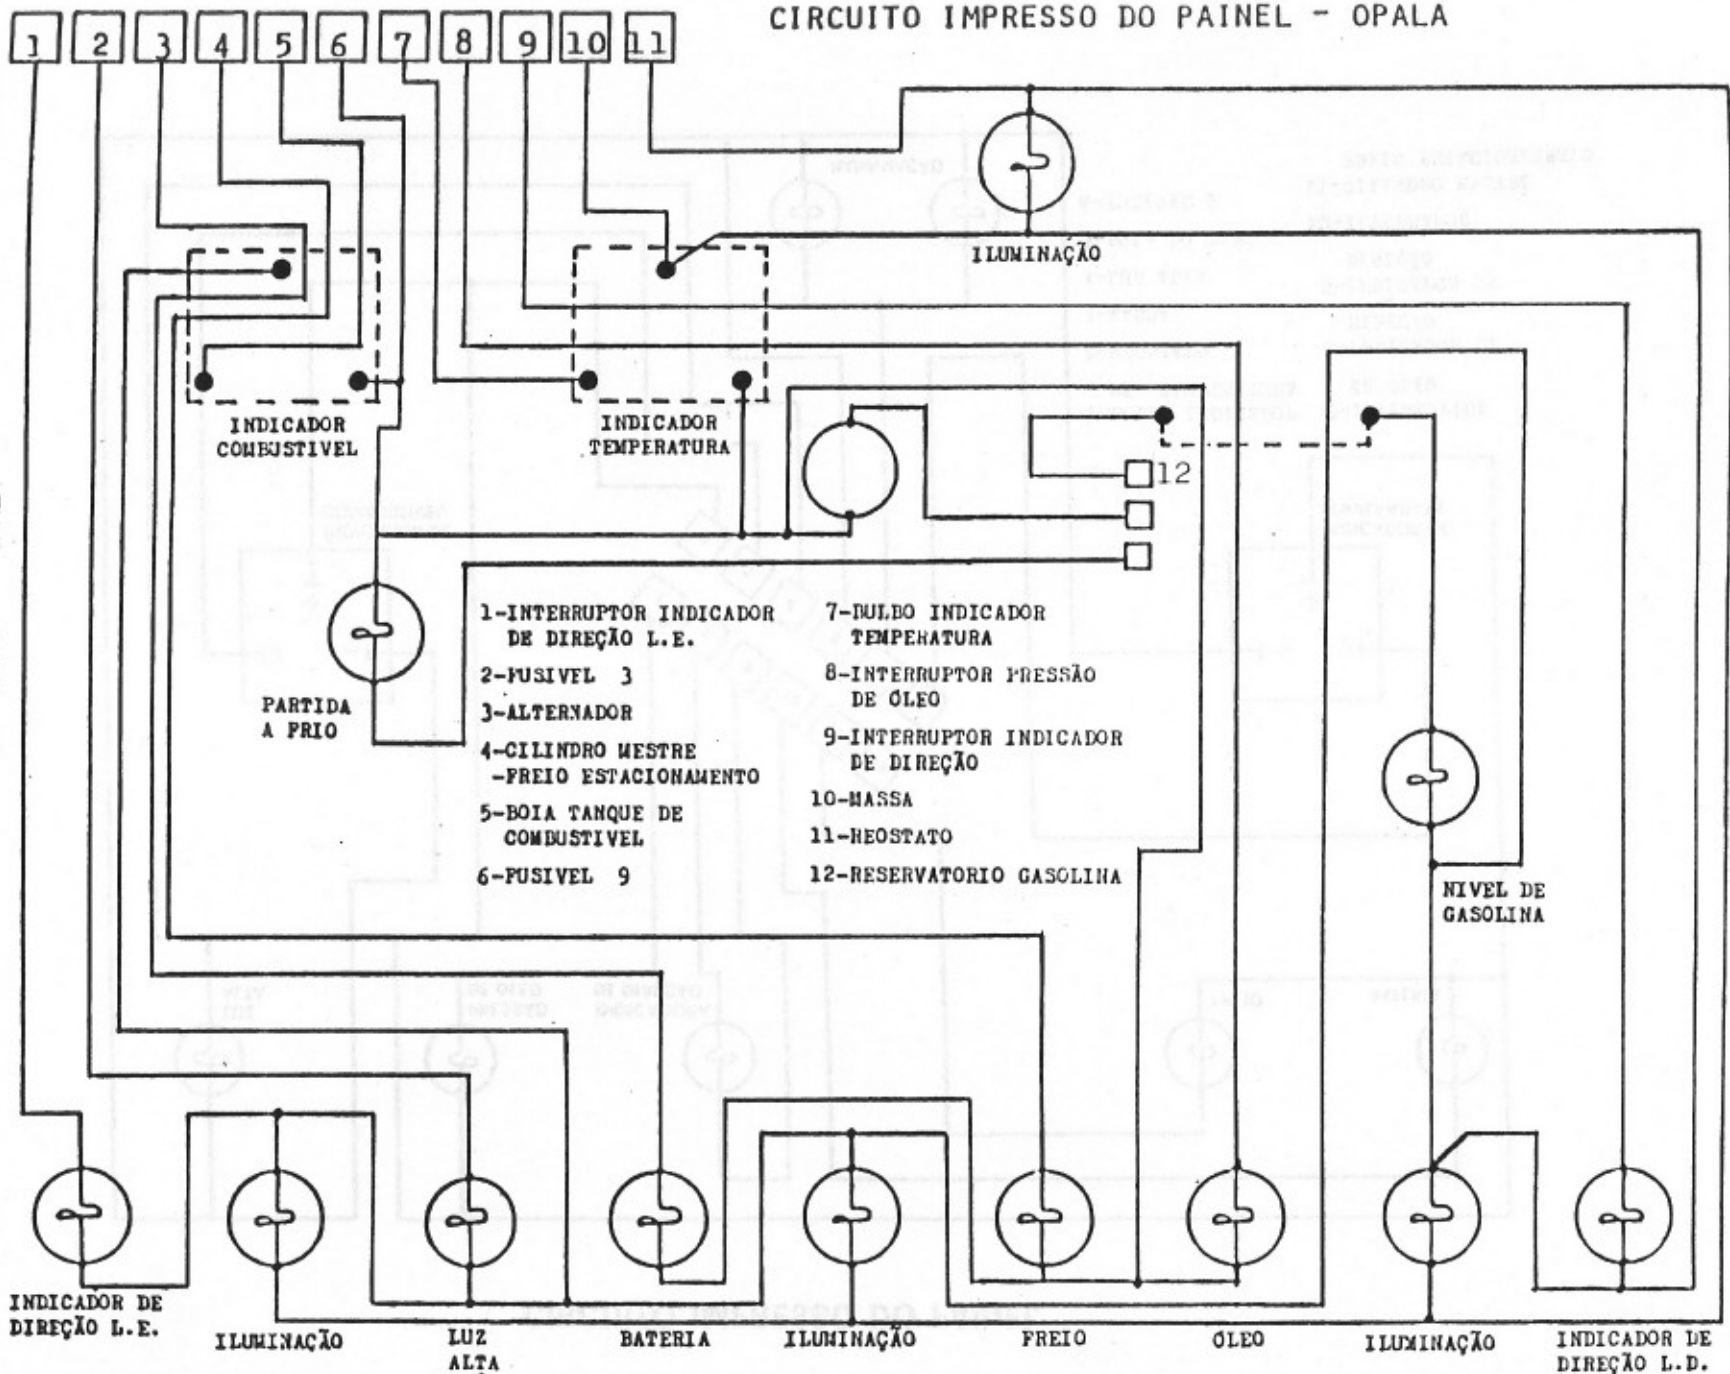 CIRCUITO IMPRESSO DO PAINEL - OPALA
1 2 3 4 5 6 7 8 9 10 11
ILUMINAÇÃO
INDICADOR
COMBUSTIVEL
INDICADOR
TEMPERATURA
12
PARTIDA
A FRIO
1-INTERRUPTOR INDICADOR
DE DIREÇÃO L.E.
2-FUSIVEL 3
3-ALTERNADOR
4-CILINDRO MESTRE
-FREIO ESTACIONAMENTO
5-BOIA TANQUE DE
COMBUSTIVEL
6-FUSIVEL 9
7-BULBO INDICADOR
TEMPERATURA
8-INTERRUPTOR PRESSÃO
DE OLEO
9-INTERRUPTOR INDICADOR
DE DIREÇÃO
10-MASSA
11-REOSTATO
12-RESERVATORIO GASOLINA
NIVEL DE
GASOLINA
INDICADOR DE
DIREÇÃO L.E.
ILUMINAÇÃO
LUZ
ALTA
BATERIA
ILUMINAÇÃO
FREIO
OLEO
ILUMINAÇÃO
INDICADOR DE
DIREÇÃO L.D.